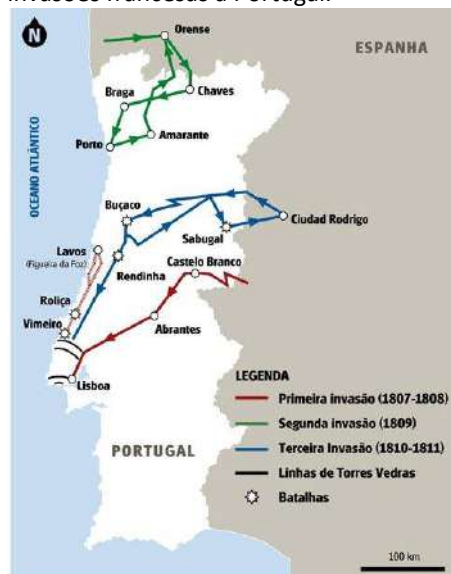 invasões francesas a Portugal.
N
Orense
ESPANHA
Braga
Chaves
Porto
Amarante
OCEANO ATLÂNTICO
Buçaco
Ciudad Rodrigo
Sabugal
Lavos
(Figueira da Foz)
Rendinha
Castelo Branco
Roliça
Vimeiro
Abrantes
Lisboa
PORTUGAL
LEGENDA
Primeira invasão (1807-1808)
Segunda invasão (1809)
Terceira Invasão (1810-1811)
Linhas de Torres Vedras
Batalhas
100 km